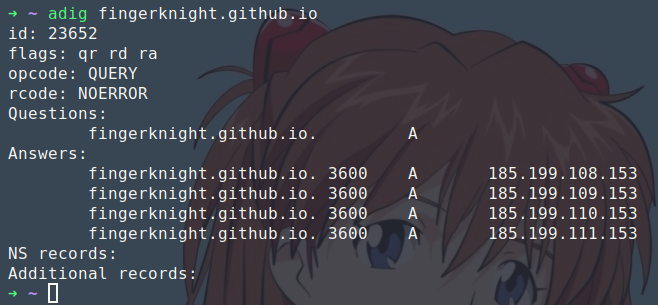 → ~ adig fingerknight.github.io
id: 23652
flags: qr rd ra
opcode: QUERY
rcode: NOERROR
Questions:
        fingerknight.github.io.         A
Answers:
        fingerknight.github.io. 3600    A       185.199.108.153
        fingerknight.github.io. 3600    A       185.199.109.153
        fingerknight.github.io. 3600    A       185.199.110.153
        fingerknight.github.io. 3600    A       185.199.111.153
NS records:
Additional records:
→ ~